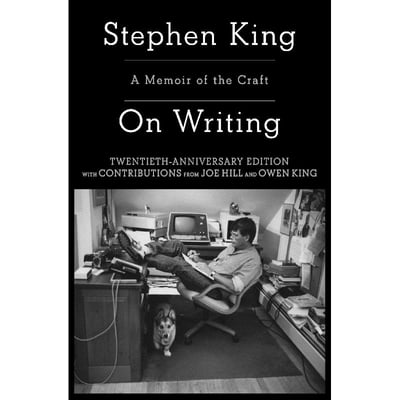 Stephen King
A Memoir of the Craft
On Writing
TWENTIETH-ANNIVERSARY EDITION
WITH CONTRIBUTIONS FROM JOE HILL AND OWEN KING